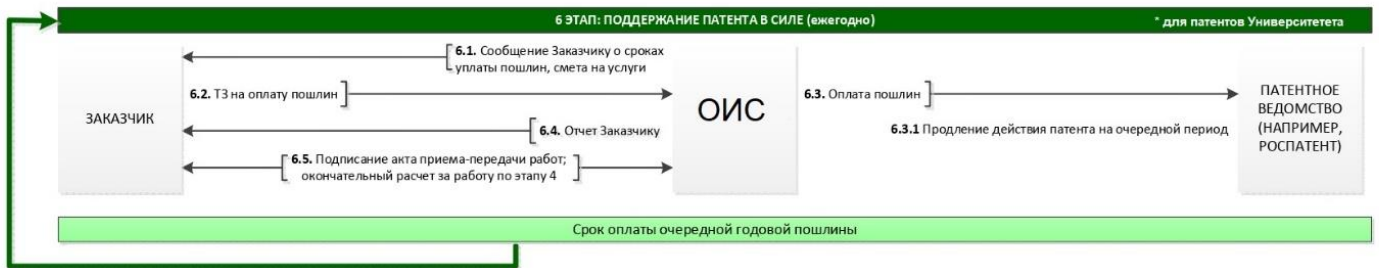 6 ЭТАП: ПОДДЕРЖАНИЕ ПАТЕНТА В СИЛЕ (ежегодно)
* для патентов Университетета
6.1. Сообщение Заказчику о сроках
уплаты пошлин, смета на услуги
6.2. ТЗ на оплату пошлин
6.3. Оплата пошлин
ЗАКАЗЧИК
ОИС
ПАТЕНТНОЕ
ВЕДОМСТВО
(НАПРИМЕР,
РОСПАТЕНТ)
6.4. Отчет Заказчику
6.3.1 Продление действия патента на очередной период
6.5. Подписание акта приема-передачи работ;
окончательный расчет за работу по этапу 4
Срок оплаты очередной годовой пошлины